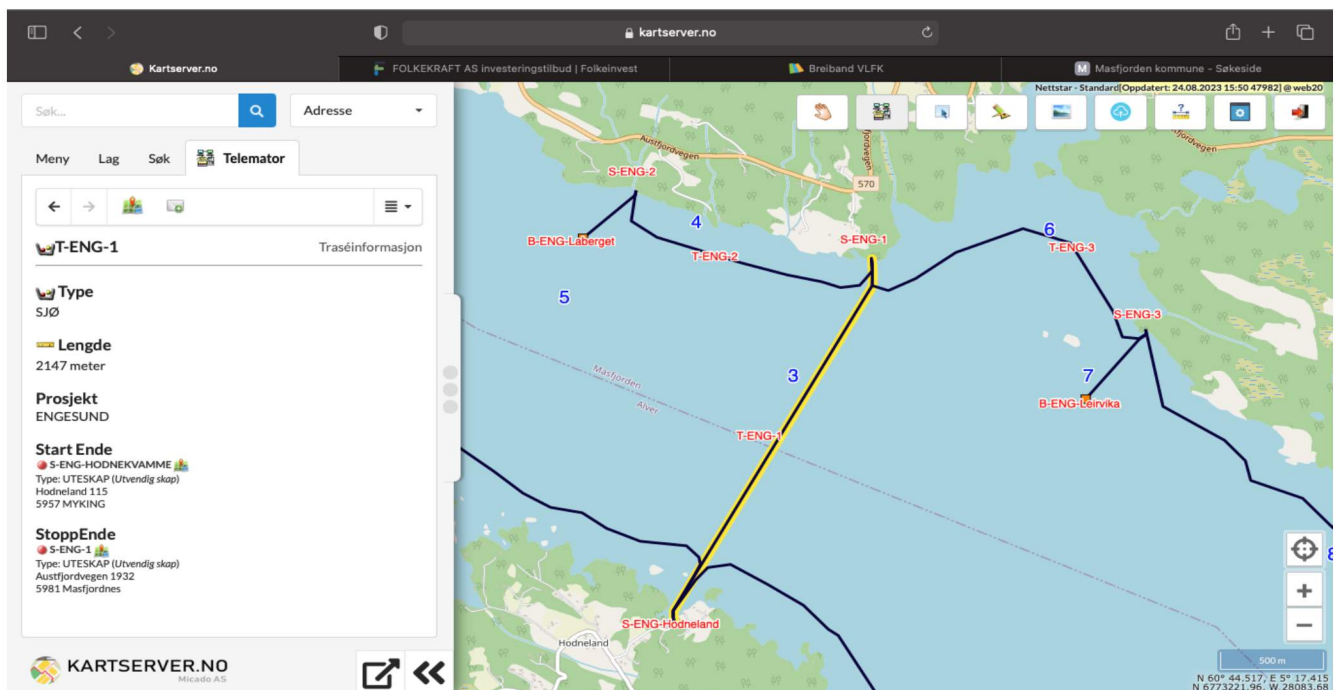 kartserver.no
Kartserver.no
FOLKEKRAFT AS investeringstilbud | Folkeinvest
Breiband VLFK
M Masfjorden kommune - Søkeside
Søk...
Adresse
Meny Lag Søk Telemator
T-ENG-1 Traséinformasjon
Type
SJØ
Lengde
2147 meter
Prosjekt
ENGESUND
Start Ende
S-ENG-HODNEKVAMME
Type: UTESKAP (Utvendig skap)
Hodneland 115
5957 MYKING
StoppEnde
S-ENG-1
Type: UTESKAP (Utvendig skap)
Austfjordvegen 1932
5981 Masfjordnes
KARTSERVER.NO
Micado AS
Nettstar - Standard[Oppdatert: 24.08.2023 15:50 47982] @ web20
Austfjordvegen
fjordvegen
tfjordvegen
570
S-ENG-2
4
B-ENG-Laberget
T-ENG-2
S-ENG-1
6
T-ENG-3
5
S-ENG-3
3
7
Masfjorden
Alver
B-ENG-Leirvika
T-ENG-1
8
S-ENG-Hodneland
Hodneland
500 m
N 60° 44.517, E 5° 17.415
N 6773221.96, W 28083.68